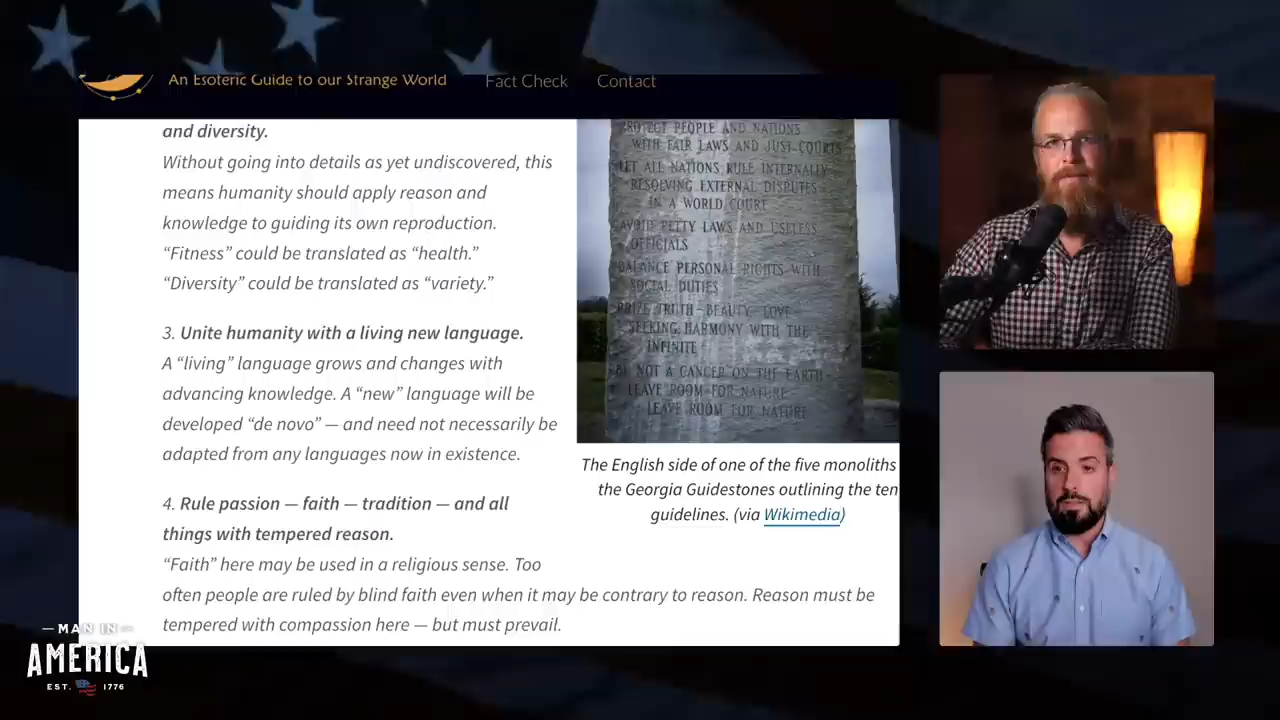 An Esoteric Guide to our Strange World
Fact Check
Contact
and diversity.
Without going into details as yet undiscovered, this
means humanity should apply reason and
knowledge to guiding its own reproduction.
“Fitness” could be translated as “health.”
“Diversity” could be translated as “variety.”
3. Unite humanity with a living new language.
A “living” language grows and changes with
advancing knowledge. A “new” language will be
developed “de novo” — and need not necessarily be
adapted from any languages now in existence.
4. Rule passion — faith — tradition — and all
things with tempered reason.
“Faith” here may be used in a religious sense. Too
often people are ruled by blind faith even when it may be contrary to reason. Reason must be
tempered with compassion here — but must prevail.
PROTECT PEOPLE AND NATIONS
WITH FAIR LAWS AND JUST COURTS
LET ALL NATIONS RULE INTERNALLY
RESOLVING EXTERNAL DISPUTES
IN A WORLD COURT
AVOID PETTY LAWS AND USELESS
OFFICIALS
BALANCE PERSONAL RIGHTS WITH
SOCIAL DUTIES
PRIZE TRUTH – BEAUTY – LOVE –
SEEKING HARMONY WITH THE
INFINITE
BE NOT A CANCER ON THE EARTH –
LEAVE ROOM FOR NATURE –
LEAVE ROOM FOR NATURE
The English side of one of the five monoliths
the Georgia Guidestones outlining the ten
guidelines. (via Wikimedia)
MAN IN
AMERICA
EST. 1776